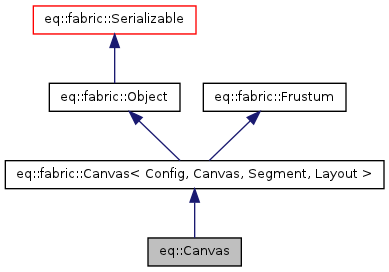 eq::fabric::Serializable
eq::fabric::Object
eq::fabric::Frustum
eq::fabric::Canvas< Config, Canvas, Segment, Layout >
eq::Canvas